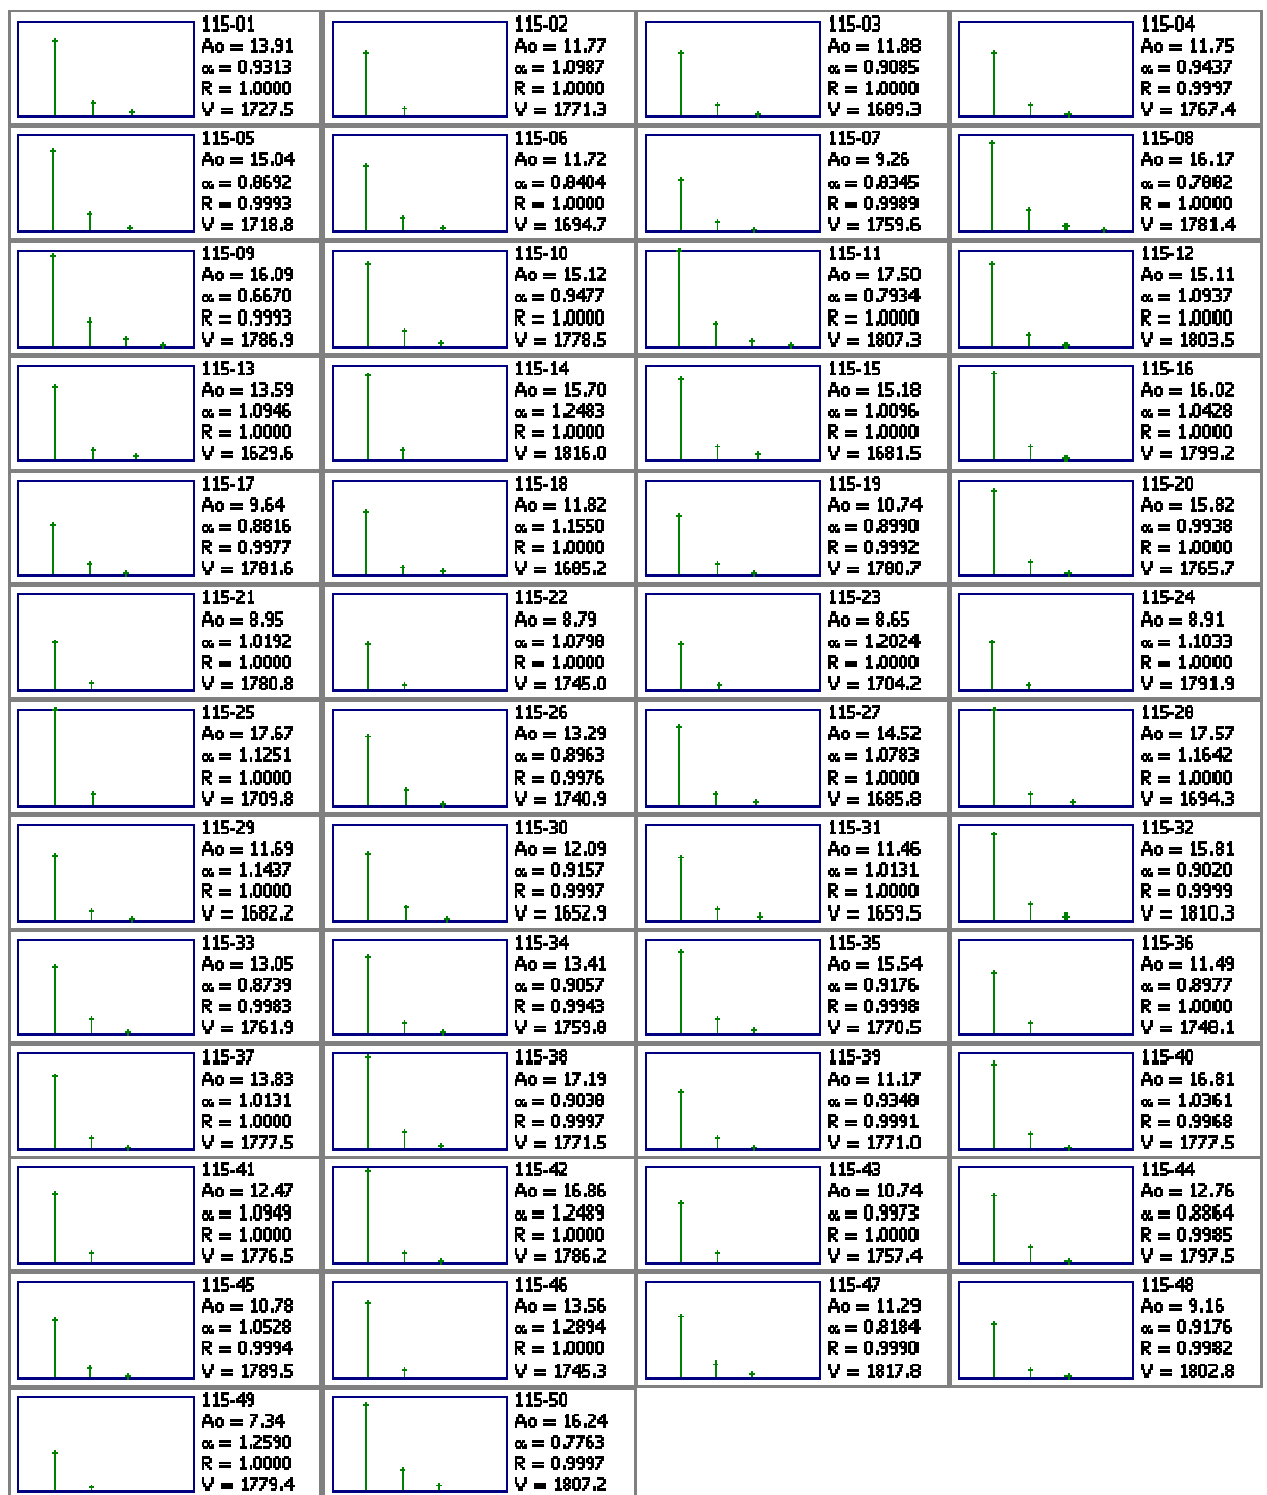 115-01
Ao = 13.91
α = 0.9313
R = 1.0000
V = 1727.5
115-02
Ao = 11.77
α = 1.0987
R = 1.0000
V = 1771.3
115-03
Ao = 11.88
α = 0.9085
R = 1.0000
V = 1689.3
115-04
Ao = 11.75
α = 0.9437
R = 0.9997
V = 1767.4
115-05
Ao = 15.04
α = 0.8692
R = 0.9993
V = 1718.8
115-06
Ao = 11.72
α = 0.8404
R = 1.0000
V = 1694.7
115-07
Ao = 9.26
α = 0.8345
R = 0.9989
V = 1759.6
115-08
Ao = 16.17
α = 0.7882
R = 1.0000
V = 1781.4
115-09
Ao = 16.09
α = 0.6670
R = 0.9993
V = 1786.9
115-10
Ao = 15.12
α = 0.9477
R = 1.0000
V = 1778.5
115-11
Ao = 17.50
α = 0.7934
R = 1.0000
V = 1807.3
115-12
Ao = 15.11
α = 1.0937
R = 1.0000
V = 1803.5
115-13
Ao = 13.59
α = 1.0946
R = 1.0000
V = 1629.6
115-14
Ao = 15.70
α = 1.2483
R = 1.0000
V = 1816.0
115-15
Ao = 15.18
α = 1.0096
R = 1.0000
V = 1681.5
115-16
Ao = 16.02
α = 1.0428
R = 1.0000
V = 1799.2
115-17
Ao = 9.64
α = 0.8816
R = 0.9977
V = 1781.6
115-18
Ao = 11.82
α = 1.1550
R = 1.0000
V = 1685.2
115-19
Ao = 10.74
α = 0.8990
R = 0.9992
V = 1780.7
115-20
Ao = 15.82
α = 0.9938
R = 1.0000
V = 1765.7
115-21
Ao = 8.95
α = 1.0192
R = 1.0000
V = 1780.8
115-22
Ao = 8.79
α = 1.0798
R = 1.0000
V = 1745.0
115-23
Ao = 8.65
α = 1.2024
R = 1.0000
V = 1704.2
115-24
Ao = 8.91
α = 1.1033
R = 1.0000
V = 1791.9
115-25
Ao = 17.67
α = 1.1251
R = 1.0000
V = 1709.8
115-26
Ao = 13.29
α = 0.8963
R = 0.9976
V = 1740.9
115-27
Ao = 14.52
α = 1.0783
R = 1.0000
V = 1685.8
115-28
Ao = 17.57
α = 1.1642
R = 1.0000
V = 1694.3
115-29
Ao = 11.69
α = 1.1437
R = 1.0000
V = 1682.2
115-30
Ao = 12.09
α = 0.9157
R = 0.9997
V = 1652.9
115-31
Ao = 11.46
α = 1.0131
R = 1.0000
V = 1659.5
115-32
Ao = 15.81
α = 0.9020
R = 0.9999
V = 1810.3
115-33
Ao = 13.05
α = 0.8739
R = 0.9983
V = 1761.9
115-34
Ao = 13.41
α = 0.9057
R = 0.9943
V = 1759.8
115-35
Ao = 15.54
α = 0.9176
R = 0.9998
V = 1770.5
115-36
Ao = 11.49
α = 0.8977
R = 1.0000
V = 1748.1
115-37
Ao = 13.83
α = 1.0131
R = 1.0000
V = 1777.5
115-38
Ao = 17.19
α = 0.9038
R = 0.9997
V = 1771.5
115-39
Ao = 11.17
α = 0.9348
R = 0.9991
V = 1771.0
115-40
Ao = 16.81
α = 1.0361
R = 0.9968
V = 1777.5
115-41
Ao = 12.47
α = 1.0949
R = 1.0000
V = 1776.5
115-42
Ao = 16.86
α = 1.2489
R = 1.0000
V = 1786.2
115-43
Ao = 10.74
α = 0.9973
R = 1.0000
V = 1757.4
115-44
Ao = 12.76
α = 0.8864
R = 0.9985
V = 1797.5
115-45
Ao = 10.78
α = 1.0528
R = 0.9994
V = 1789.5
115-46
Ao = 13.56
α = 1.2894
R = 1.0000
V = 1745.3
115-47
Ao = 11.29
α = 0.8184
R = 0.9990
V = 1817.8
115-48
Ao = 9.16
α = 0.9176
R = 0.9982
V = 1802.8
115-49
Ao = 7.34
α = 1.2590
R = 1.0000
V = 1779.4
115-50
Ao = 16.24
α = 0.7763
R = 0.9997
V = 1807.2